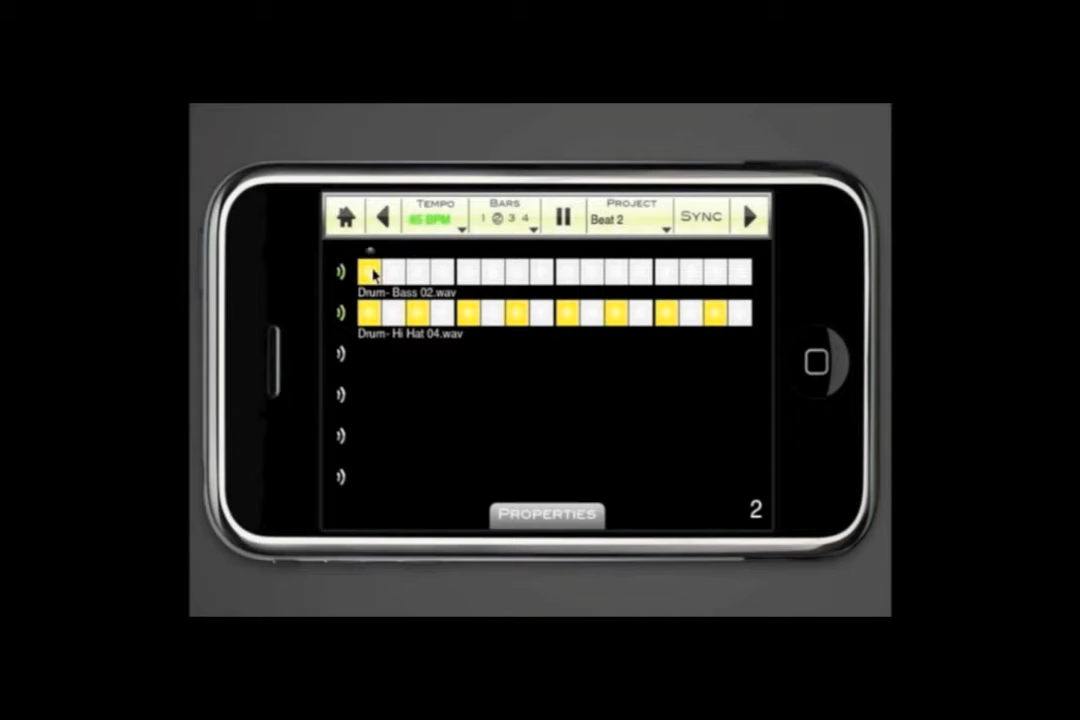 TEMPO BARS PROJECT
BPM 1 2 3 4 Beat 2 SYNC
Drum- Bass 02.wav
Drum- Hi Hat 04.wav
PROPERTIES 2